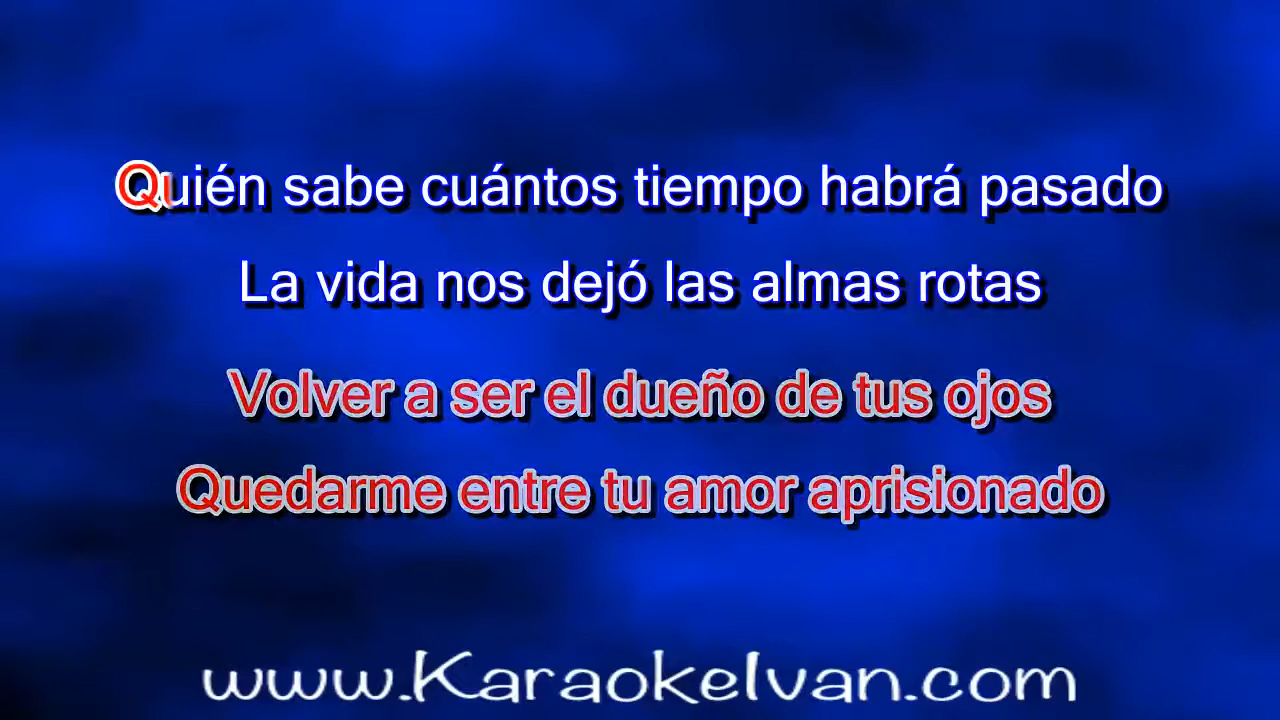 Quién sabe cuántos tiempo habrá pasado
La vida nos dejó las almas rotas
Volver a ser el dueño de tus ojos
Quedarme entre tu amor aprisionado
www.KaraokeIvan.com